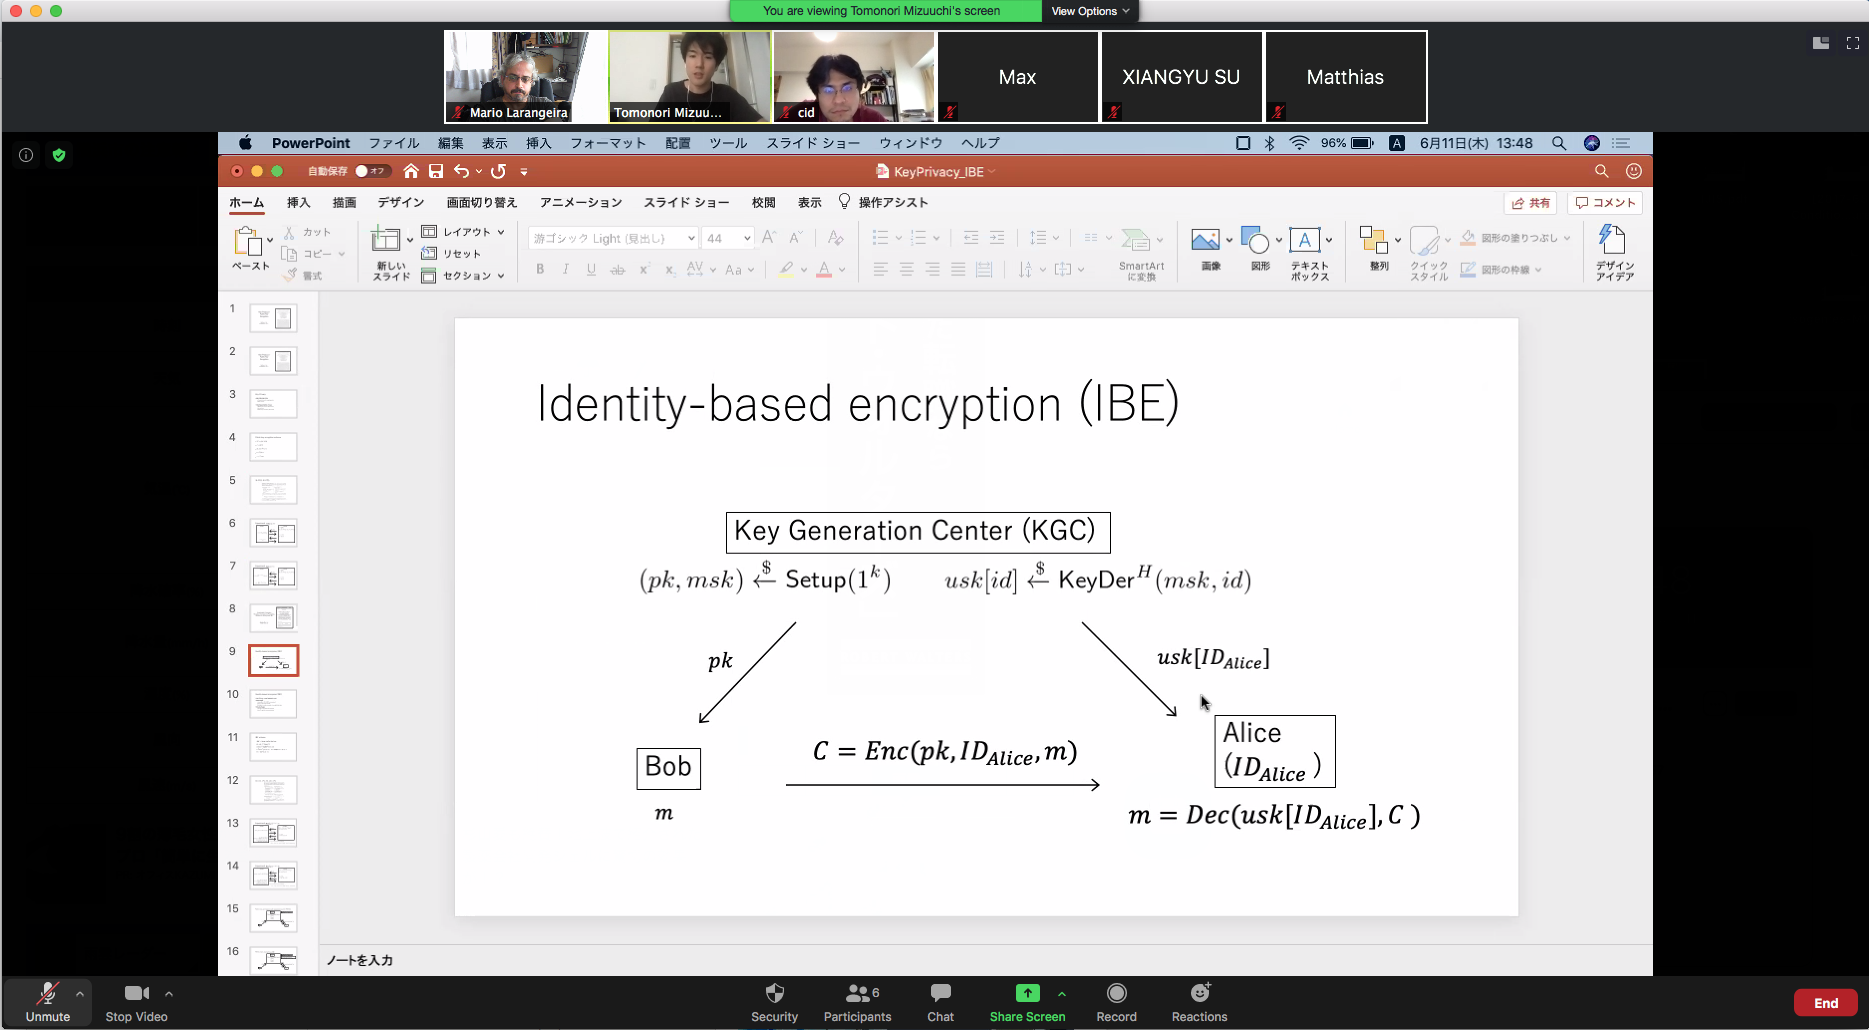 You are viewing Tomonori Mizuuchi's screen
View Options
Mario Larangeira
Tomonori Mizuu...
cid
Max
XIANGYU SU
Matthias
PowerPoint ファイル 編集 表示 挿入 フォーマット 配置 ツール スライド ショー ウィンドウ ヘルプ
96% A 6月11日(木) 13:48
自動保存 オフ
KeyPrivacy_IBE
ホーム 挿入 描画 デザイン 画面切り替え アニメーション スライド ショー 校閲 表示 操作アシスト
共有 コメント
ペースト
カット
コピー
書式
新しい
スライド
レイアウト
リセット
セクション
游ゴシック Light (見出し) 44
SmartArt
に変換
画像
図形
テキスト
ボックス
整列
クイック
スタイル
図形の塗りつぶし
図形の枠線
デザイン
アイデア
1
2
3
4
5
6
7
8
9
10
11
12
13
14
15
16
Identity-based encryption (IBE)
Key Generation Center (KGC)
(pk, msk) $← Setup(1^k) usk[id] $← KeyDer^H(msk, id)
pk
usk[ID_Alice]
Bob
m
C = Enc(pk, ID_Alice, m)
Alice
(ID_Alice )
m = Dec(usk[ID_Alice], C )
ノートを入力
Unmute
Stop Video
Security
Participants 6
Chat
Share Screen
Record
Reactions
End